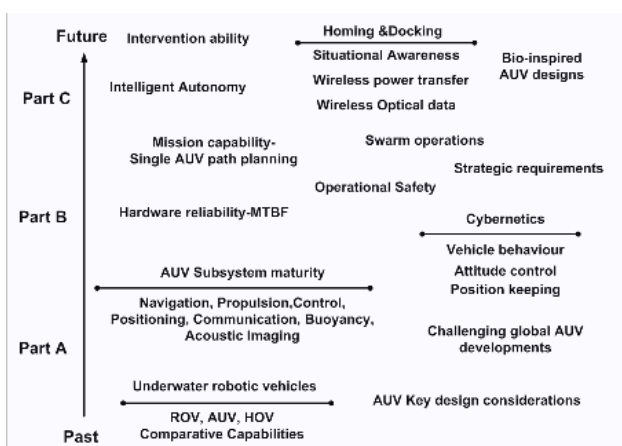 Future
Intervention ability
Homing &Docking
Situational Awareness
Wireless power transfer
Wireless Optical data
Bio-inspired
AUV designs
Part C
Intelligent Autonomy
Mission capability-
Single AUV path planning
Swarm operations
Strategic requirements
Operational Safety
Part B
Hardware reliability-MTBF
Cybernetics
Vehicle behaviour
Attitude control
Position keeping
AUV Subsystem maturity
Navigation, Propulsion,Control,
Positioning, Communication, Buoyancy,
Acoustic Imaging
Part A
Challenging global AUV
developments
Underwater robotic vehicles
ROV, AUV, HOV
Comparative Capabilities
AUV Key design considerations
Past